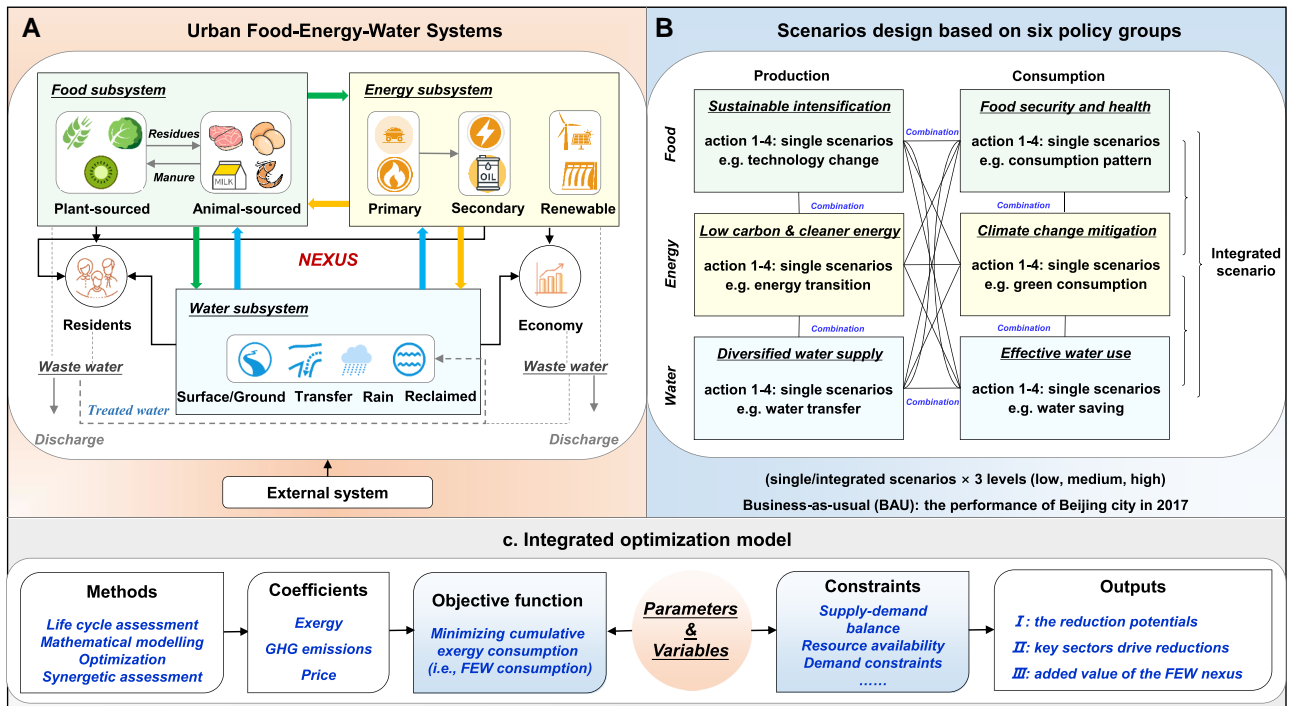 A
Urban Food-Energy-Water Systems
Food subsystem
Residues
Manure
MILK
Plant-sourced
Animal-sourced
Energy subsystem
OIL
Primary
Secondary
Renewable
NEXUS
Residents
Economy
Water subsystem
Surface/Ground
Transfer
Rain
Reclaimed
Waste water
Waste water
Treated water
Discharge
Discharge
External system
B
Scenarios design based on six policy groups
Production
Consumption
Food
Sustainable intensification
action 1-4: single scenarios
e.g. technology change
Combination
Food security and health
action 1-4: single scenarios
e.g. consumption pattern
Combination
Combination
Energy
Low carbon & cleaner energy
action 1-4: single scenarios
e.g. energy transition
Climate change mitigation
action 1-4: single scenarios
e.g. green consumption
Integrated
scenario
Combination
Combination
Water
Diversified water supply
action 1-4: single scenarios
e.g. water transfer
Combination
Effective water use
action 1-4: single scenarios
e.g. water saving
(single/integrated scenarios × 3 levels (low, medium, high)
Business-as-usual (BAU): the performance of Beijing city in 2017
c. Integrated optimization model
Methods
Life cycle assessment
Mathematical modelling
Optimization
Synergetic assessment
Coefficients
Exergy
GHG emissions
Price
Objective function
Minimizing cumulative
exergy consumption
(i.e., FEW consumption)
Parameters
&
Variables
Constraints
Supply-demand
balance
Resource availability
Demand constraints
……
Outputs
Ⅰ: the reduction potentials
Ⅱ: key sectors drive reductions
Ⅲ: added value of the FEW nexus